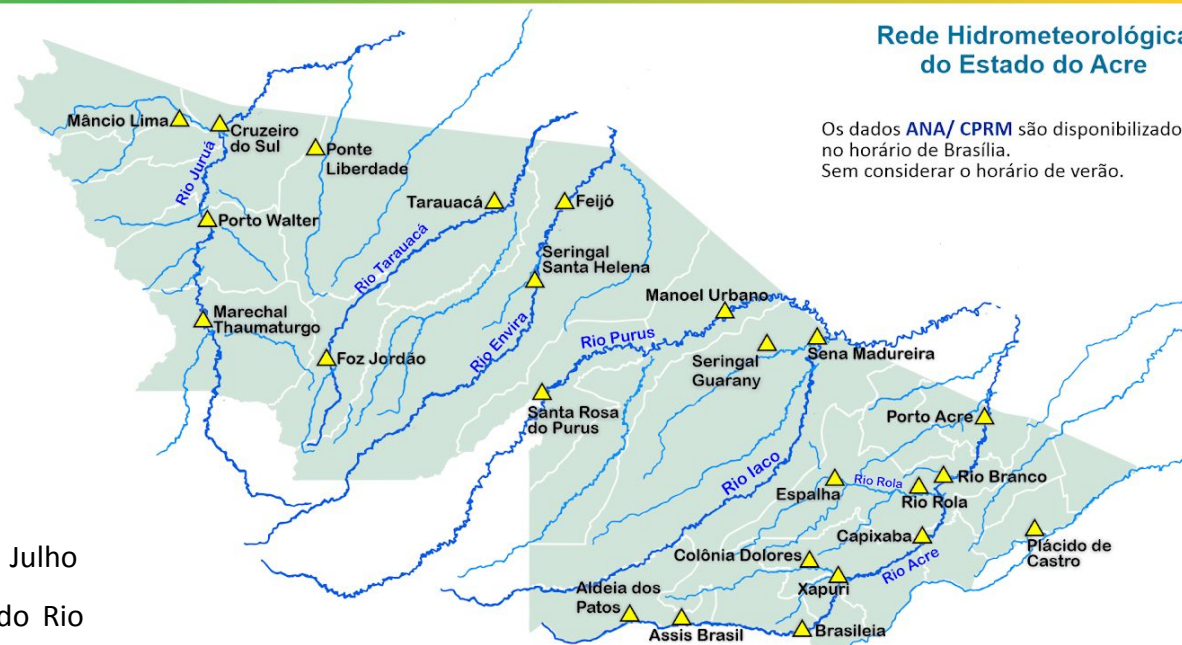 Rede Hidrometeorológica
do Estado do Acre
Os dados ANA/ CPRM são disponibilizado
no horário de Brasília.
Sem considerar o horário de verão.
Mâncio Lima
Cruzeiro
do Sul
Ponte
Liberdade
Rio Juruá
Porto Walter
Tarauacá
Feijó
Rio Tarauacá
Seringal
Santa Helena
Marechal
Thaumaturgo
Foz Jordão
Rio Envira
Manoel Urbano
Rio Purus
Seringal
Guarany
Sena Madureira
Santa Rosa
do Purus
Porto Acre
Rio Iaco
Espalha
Rio Rola
Rio Rola
Rio Branco
Capixaba
Plácido de
Castro
Colônia Dolores
Rio Acre
Xapuri
Aldeia dos
Patos
Assis Brasil
Brasileia
Julho
do Rio